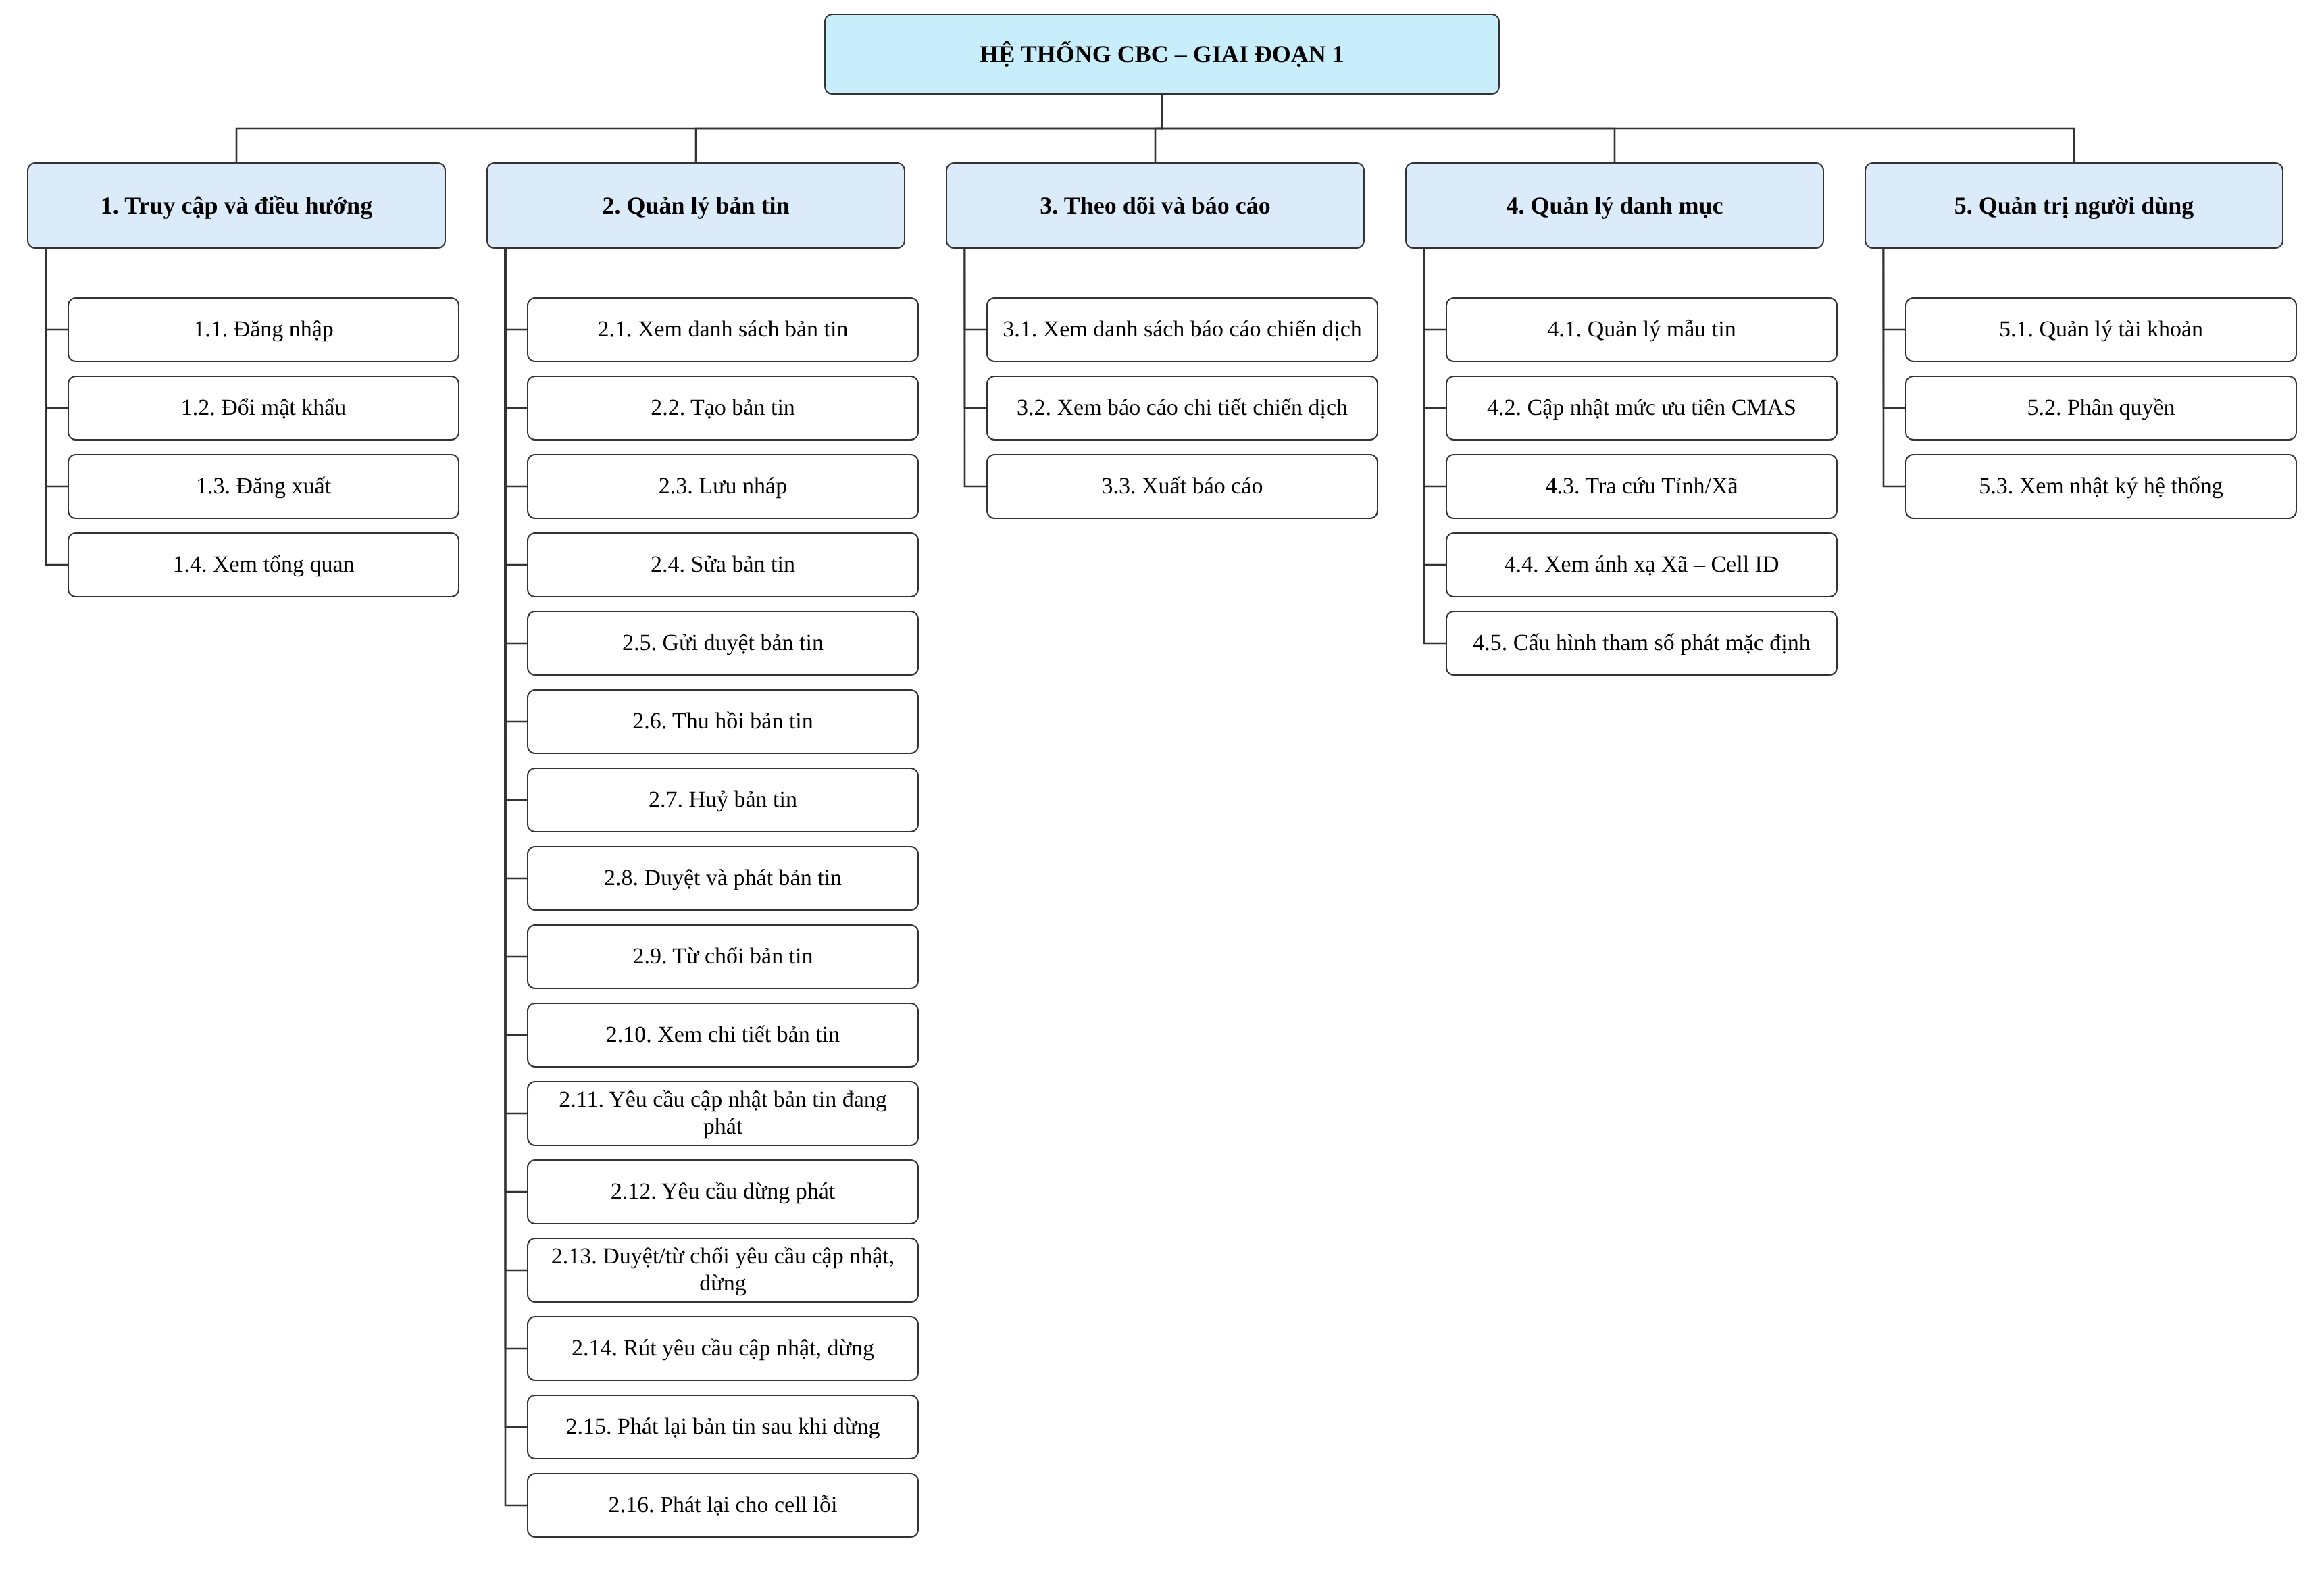 HỆ THỐNG CBC – GIAI ĐOẠN 1
1. Truy cập và điều hướng
1.1. Đăng nhập
1.2. Đổi mật khẩu
1.3. Đăng xuất
1.4. Xem tổng quan
2. Quản lý bản tin
2.1. Xem danh sách bản tin
2.2. Tạo bản tin
2.3. Lưu nháp
2.4. Sửa bản tin
2.5. Gửi duyệt bản tin
2.6. Thu hồi bản tin
2.7. Huỷ bản tin
2.8. Duyệt và phát bản tin
2.9. Từ chối bản tin
2.10. Xem chi tiết bản tin
2.11. Yêu cầu cập nhật bản tin đang
phát
2.12. Yêu cầu dừng phát
2.13. Duyệt/từ chối yêu cầu cập nhật,
dừng
2.14. Rút yêu cầu cập nhật, dừng
2.15. Phát lại bản tin sau khi dừng
2.16. Phát lại cho cell lỗi
3. Theo dõi và báo cáo
3.1. Xem danh sách báo cáo chiến dịch
3.2. Xem báo cáo chi tiết chiến dịch
3.3. Xuất báo cáo
4. Quản lý danh mục
4.1. Quản lý mẫu tin
4.2. Cập nhật mức ưu tiên CMAS
4.3. Tra cứu Tỉnh/Xã
4.4. Xem ánh xạ Xã – Cell ID
4.5. Cấu hình tham số phát mặc định
5. Quản trị người dùng
5.1. Quản lý tài khoản
5.2. Phân quyền
5.3. Xem nhật ký hệ thống